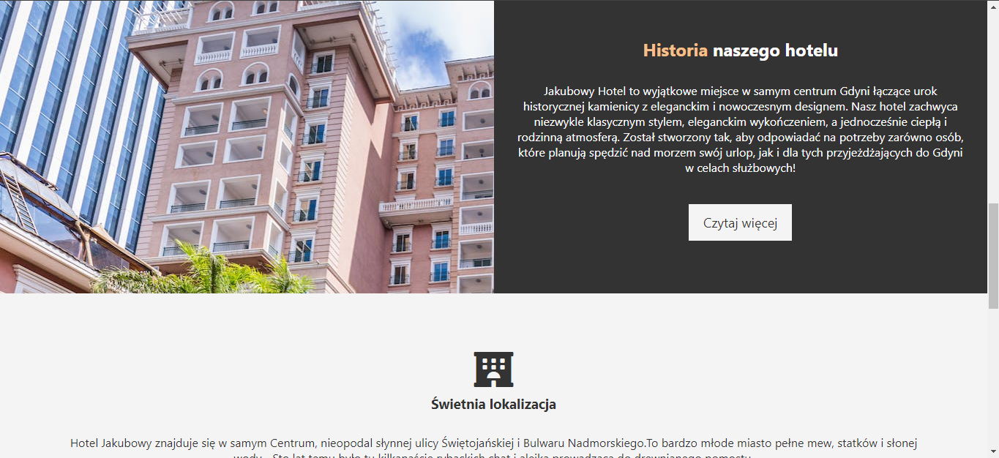 Historia naszego hotelu
Jakubowy Hotel to wyjątkowe miejsce w samym centrum Gdyni łączące urok
historycznej kamienicy z eleganckim i nowoczesnym designem. Nasz hotel zachwyca
niezwykle klasycznym stylem, eleganckim wykończeniem, a jednocześnie ciepłą i
rodzinną atmosferą. Został stworzony tak, aby odpowiadać na potrzeby zarówno osób,
które planują spędzić nad morzem swój urlop, jak i dla tych przyjeżdżających do Gdyni
w celach służbowych!
Czytaj więcej
Świetnia lokalizacja
Hotel Jakubowy znajduje się w samym Centrum, nieopodal słynnej ulicy Świętojańskiej i Bulwaru Nadmorskiego.To bardzo młode miasto pełne mew, statków i słonej
wody. Sto lat temu było tu kilkanaście rybackich chat i alejka prowadząca do drewnianego pomostu.